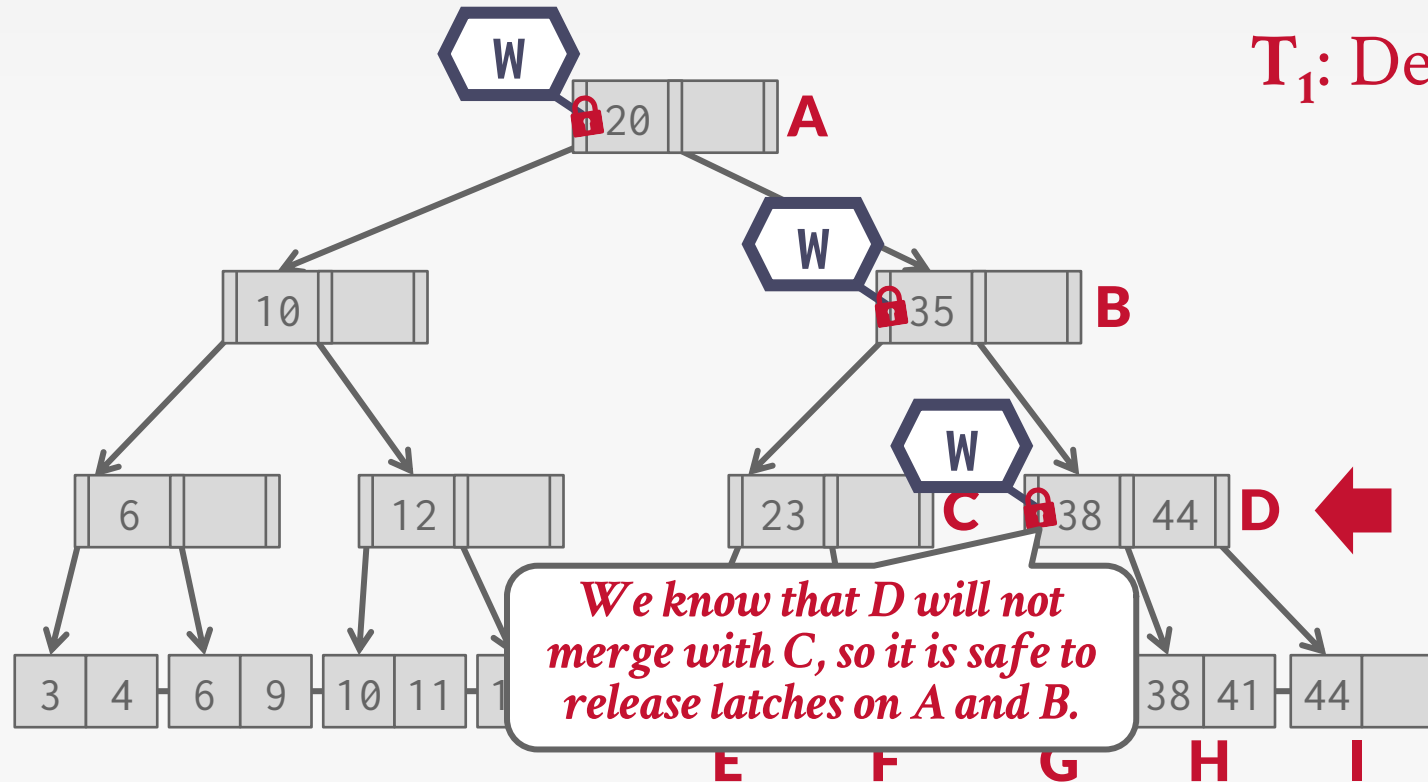 W
T₁: De
20 A
W
10
35 B
W
6
12
23
C
38 44 D
We know that D will not
merge with C, so it is safe to
release latches on A and B.
3 4
6 9
10 11
1
38 41
44
E F G H I